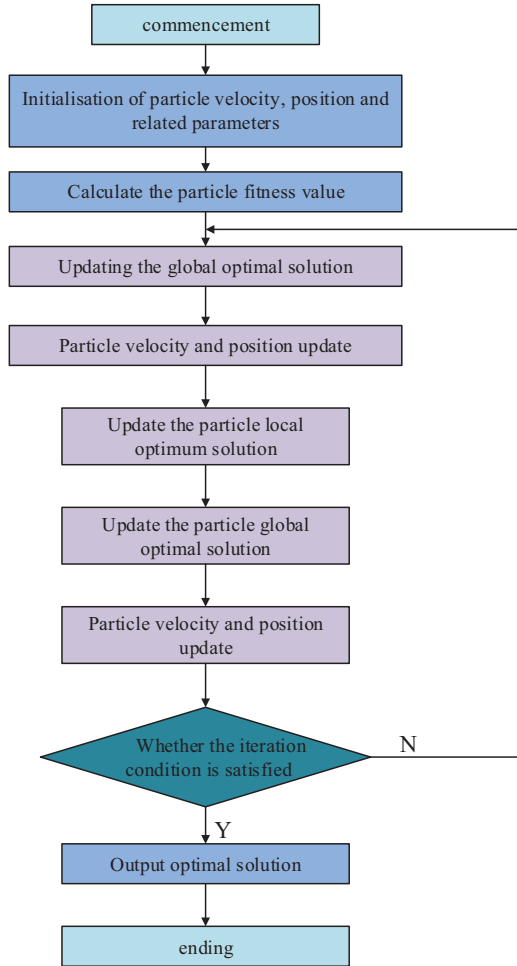 commencement
Initialisation of particle velocity, position and
related parameters
Calculate the particle fitness value
Updating the global optimal solution
Particle velocity and position update
Update the particle local
optimum solution
Update the particle global
optimal solution
Particle velocity and position
update
Whether the iteration
condition is satisfied
N
Y
Output optimal solution
ending